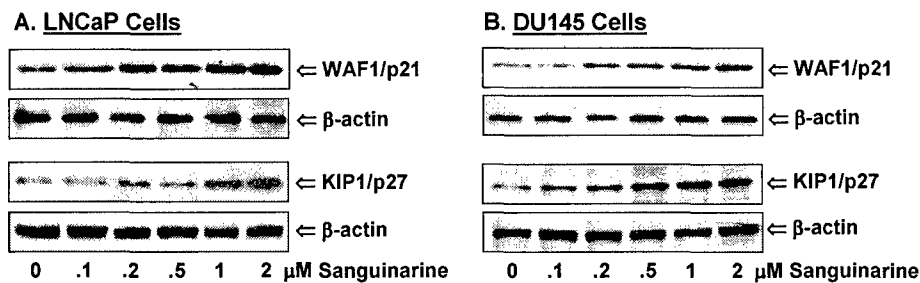 A. LNCaP Cells
⇐ WAF1/p21
⇐ β-actin
⇐ KIP1/p27
⇐ β-actin
0 .1 .2 .5 1 2 μM Sanguinarine
B. DU145 Cells
⇐ WAF1/p21
⇐ β-actin
⇐ KIP1/p27
⇐ β-actin
0 .1 .2 .5 1 2 μM Sanguinarine